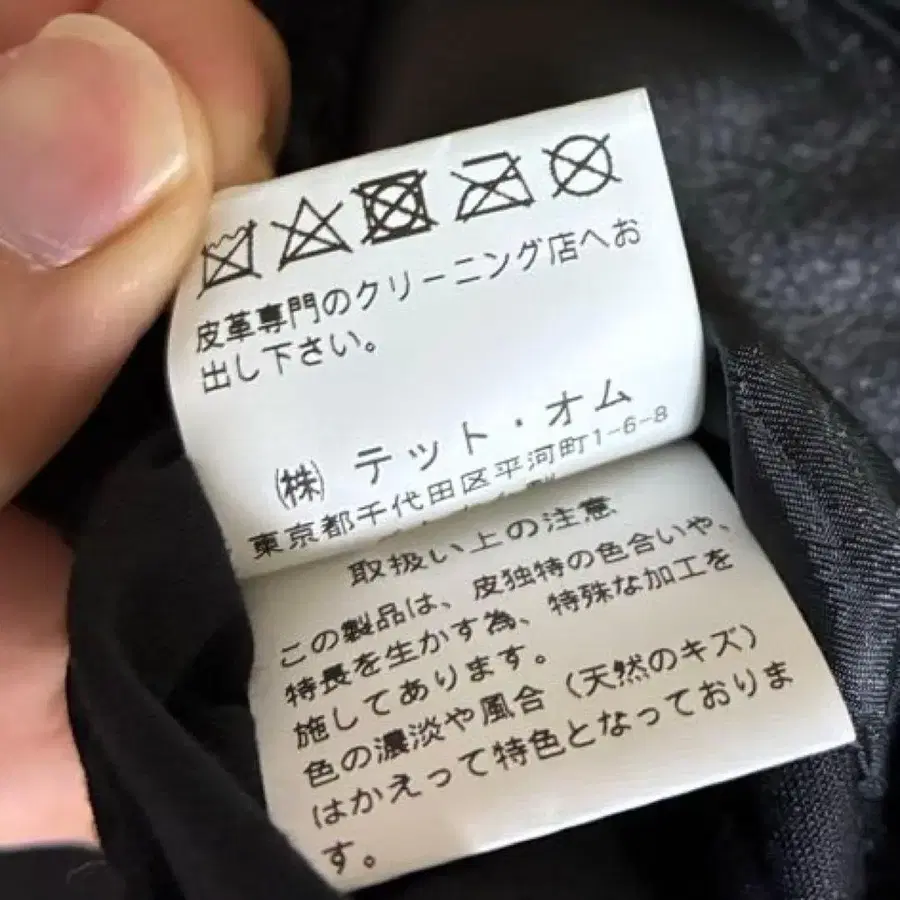 皮革専門のクリーニング店へお
出し下さい。
㈱ テット・オム
東京都千代田区平河町1-6-8
取扱い上の注意
この製品は、皮独特の色合いや、
特長を生かす為、特殊な加工を
施してあります。
色の濃淡や風合（天然のキズ）
はかえって特色となっておりま
す。